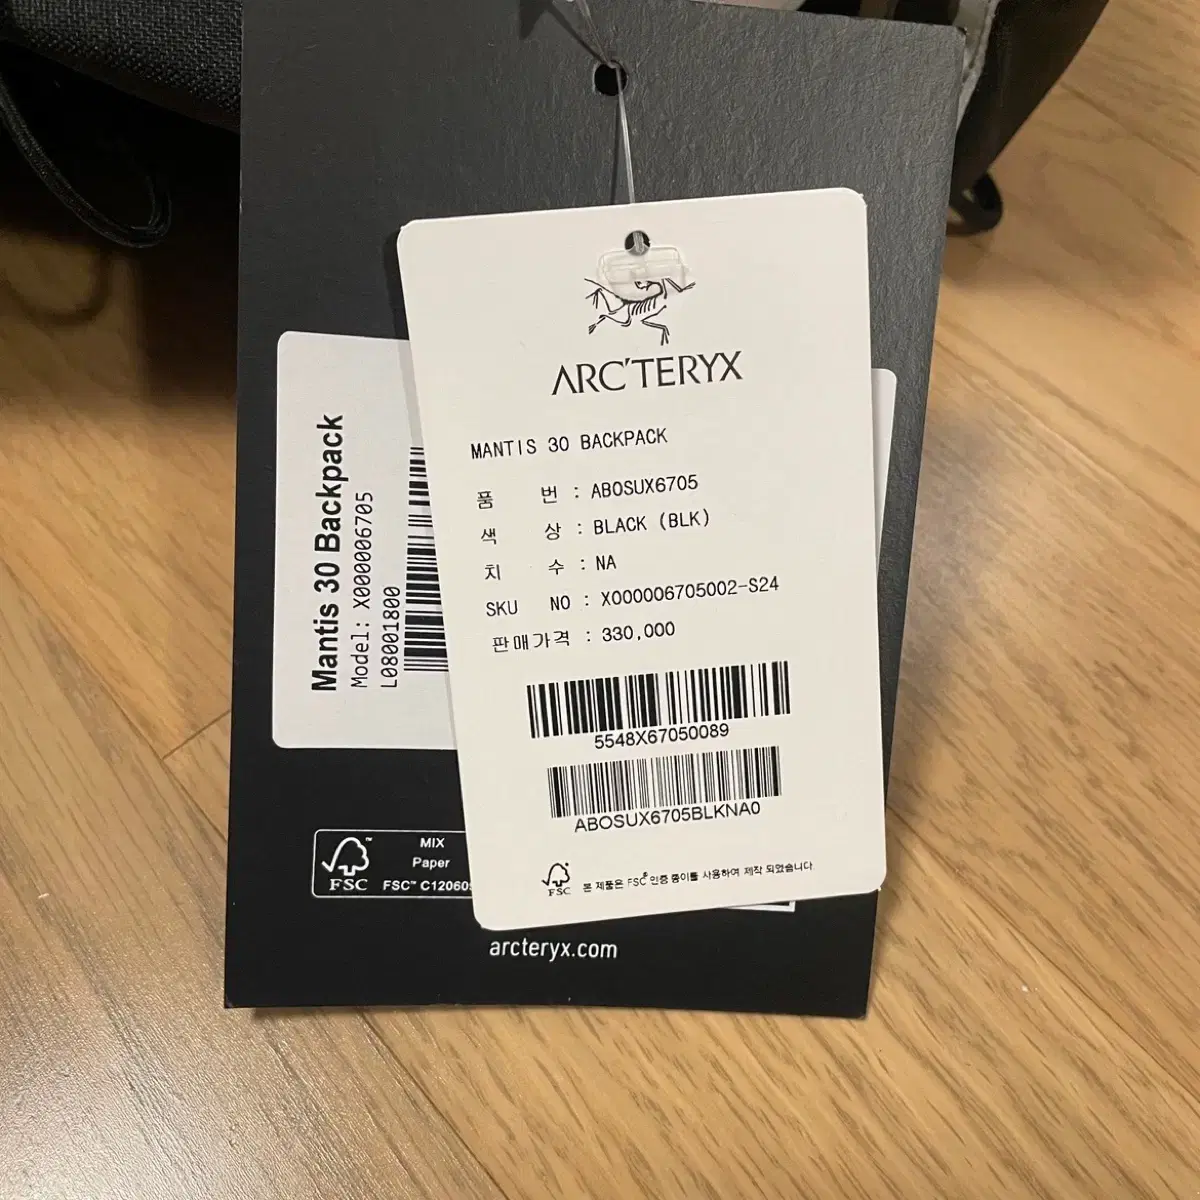 ARC'TERYX
MANTIS 30 BACKPACK
품 번 : ABOSUX6705
색 상 : BLACK (BLK)
치 수 : NA
SKU NO : X000006705002-S24
판매가격 : 330,000
5548X67050089
ABOSUX6705BLKNA0
FSC 본 제품은 FSC® 인증 종이를 사용하여 제작 되었습니다
Mantis 30 Backpack
Model: X000006705
L08001800
FSC™
MIX
Paper
FSC™ C12060
arcteryx.com